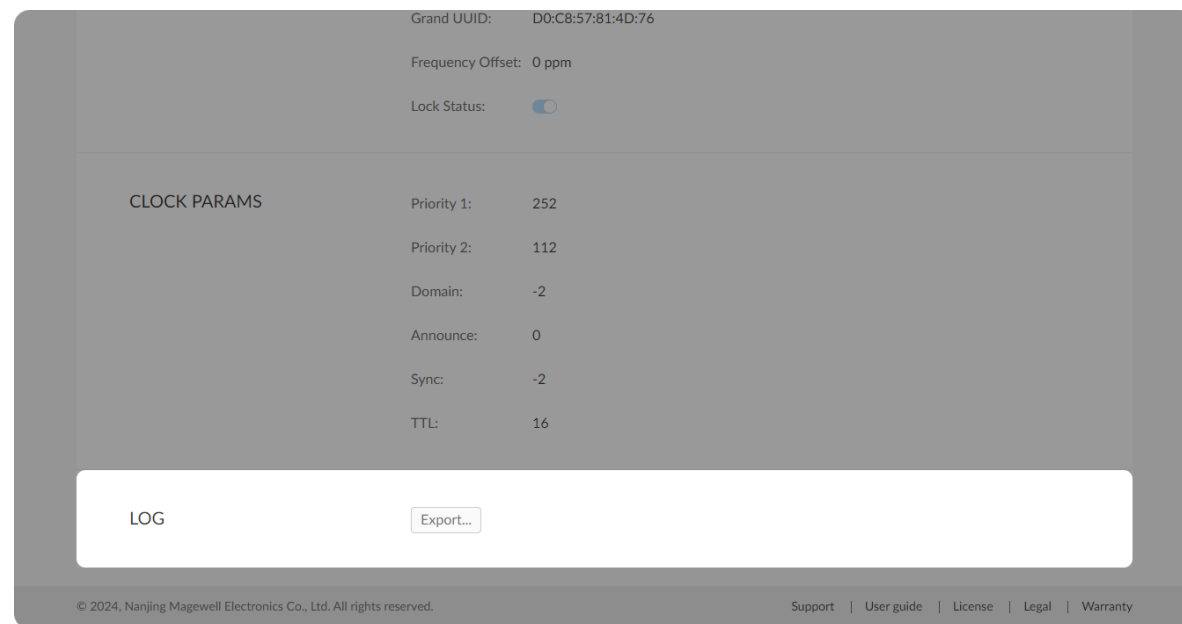 Grand UUID: D0:C8:57:81:4D:76
Frequency Offset: 0 ppm
Lock Status:
CLOCK PARAMS
Priority 1: 252
Priority 2: 112
Domain: -2
Announce: 0
Sync: -2
TTL: 16
LOG
Export...
© 2024, Nanjing Magewell Electronics Co., Ltd. All rights reserved.
Support | User guide | License | Legal | Warranty